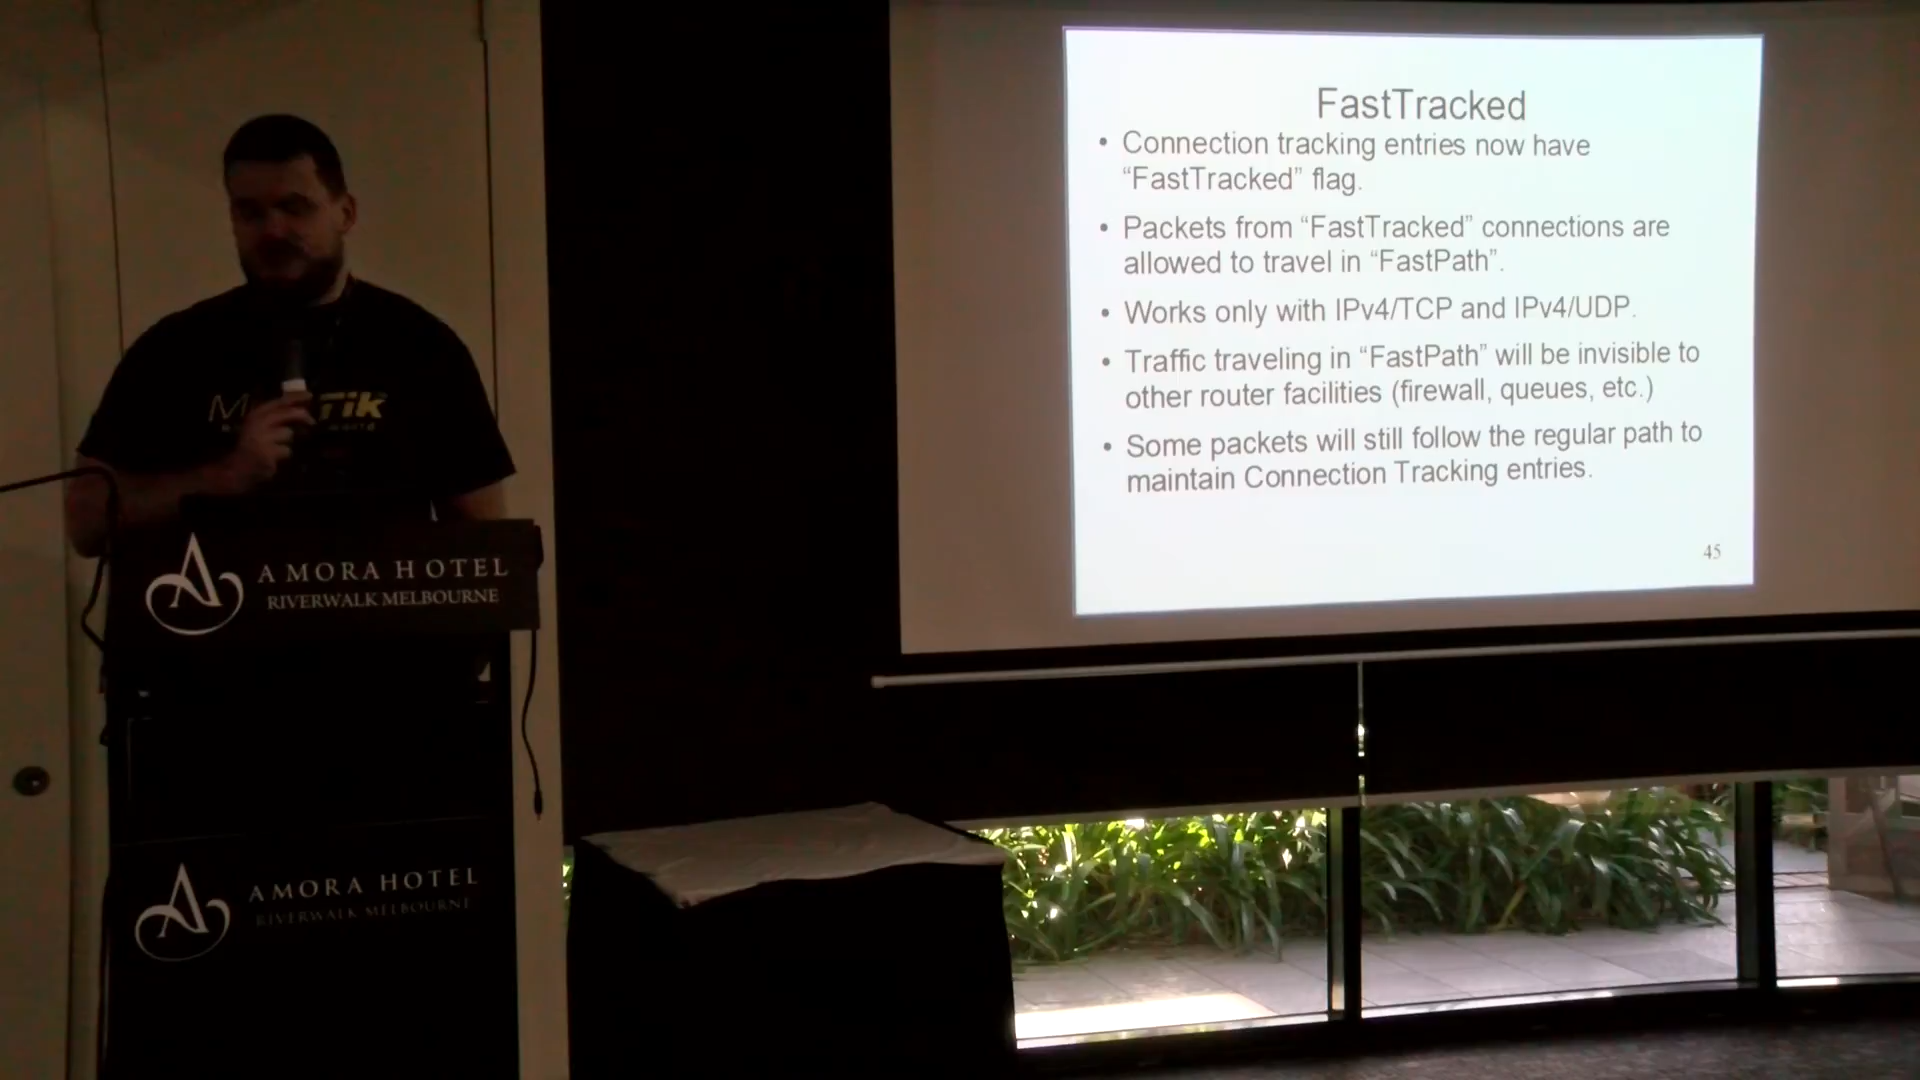 FastTracked
• Connection tracking entries now have
“FastTracked” flag.
• Packets from “FastTracked” connections are
allowed to travel in “FastPath”.
• Works only with IPv4/TCP and IPv4/UDP.
• Traffic traveling in “FastPath” will be invisible to
other router facilities (firewall, queues, etc.)
• Some packets will still follow the regular path to
maintain Connection Tracking entries.
45
Tik
AMORA HOTEL
RIVERWALK MELBOURNE
AMORA HOTEL
RIVERWALK MELBOURNE